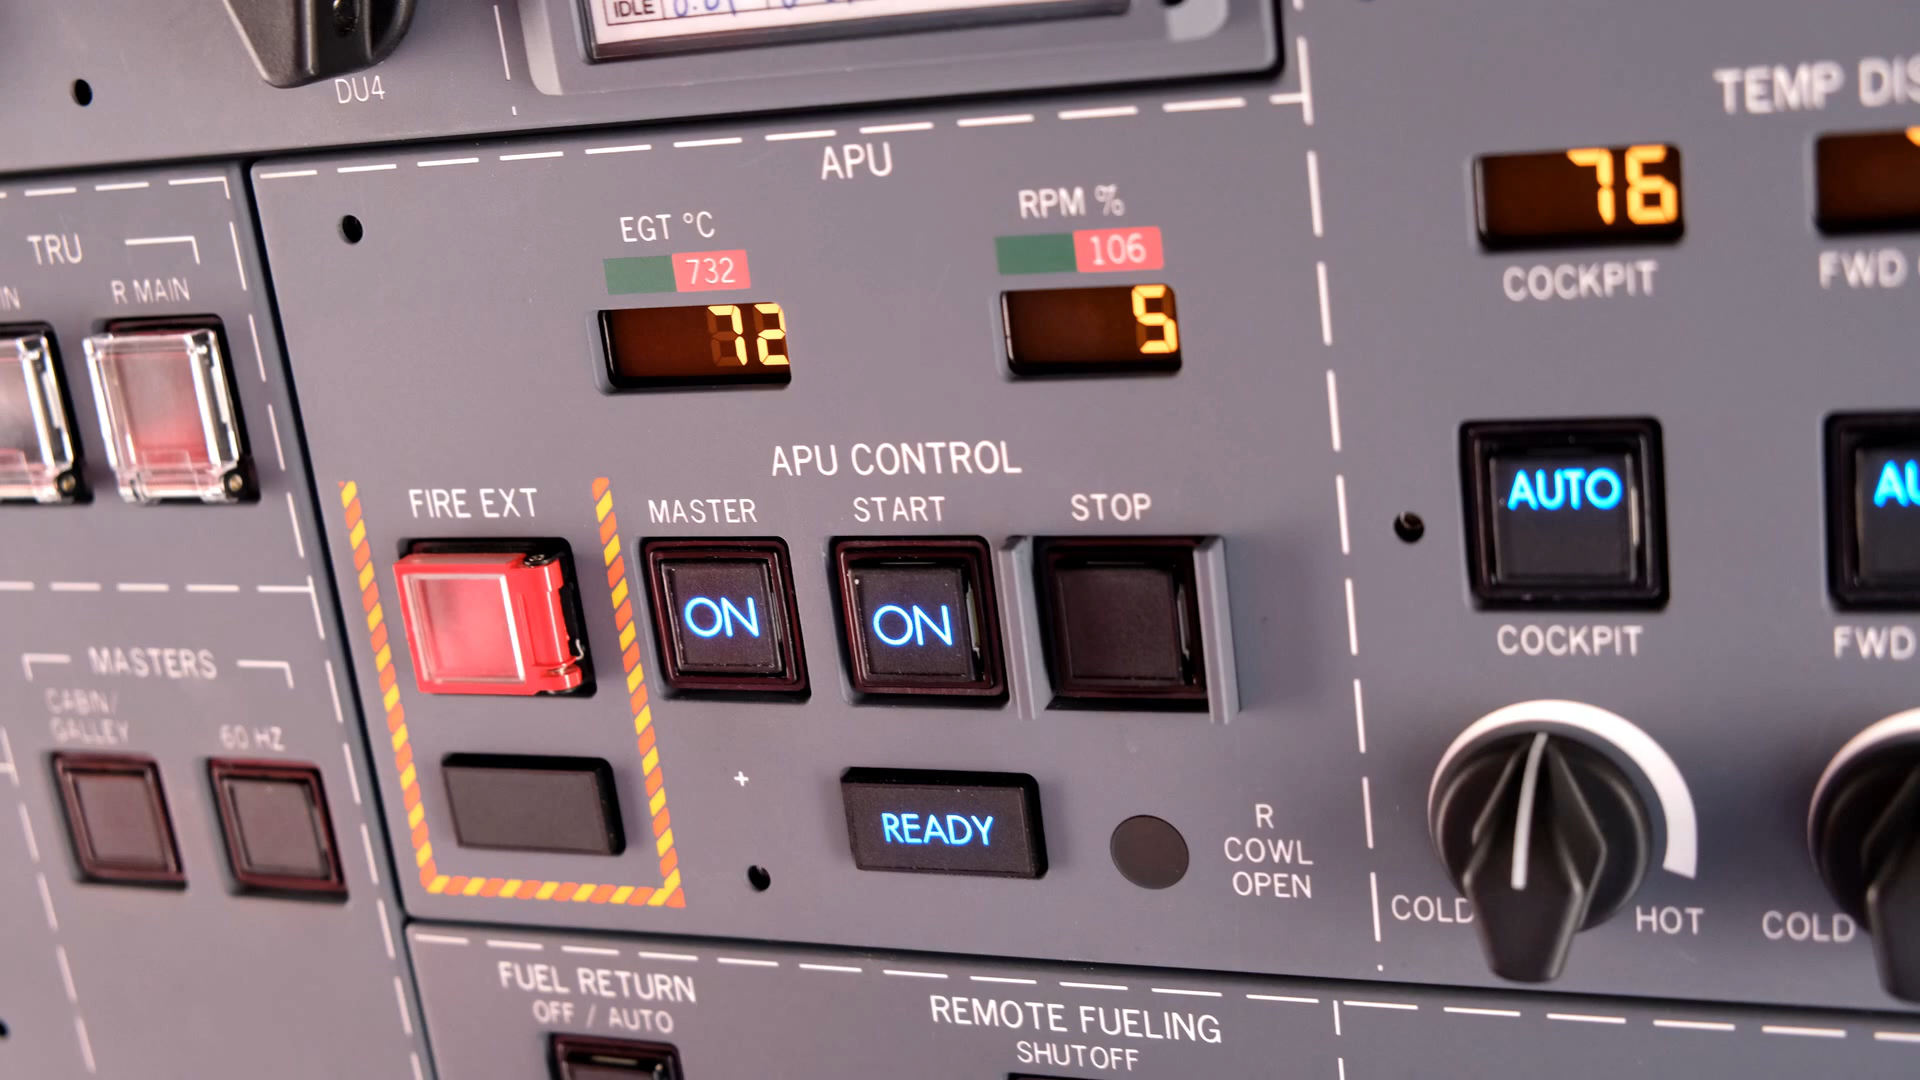 IDLE
DU4
APU
TEMP
EGT °C
732
72
RPM %
106
5
76
COCKPIT
FWD
TRU
R MAIN
APU CONTROL
FIRE EXT
MASTER
START
STOP
ON
ON
AUTO
COCKPIT
FWD
MASTERS
CABIN/
GALLEY
60 HZ
READY
R
COWL
OPEN
COLD
HOT
COLD
FUEL RETURN
OFF / AUTO
REMOTE FUELING
SHUTOFF